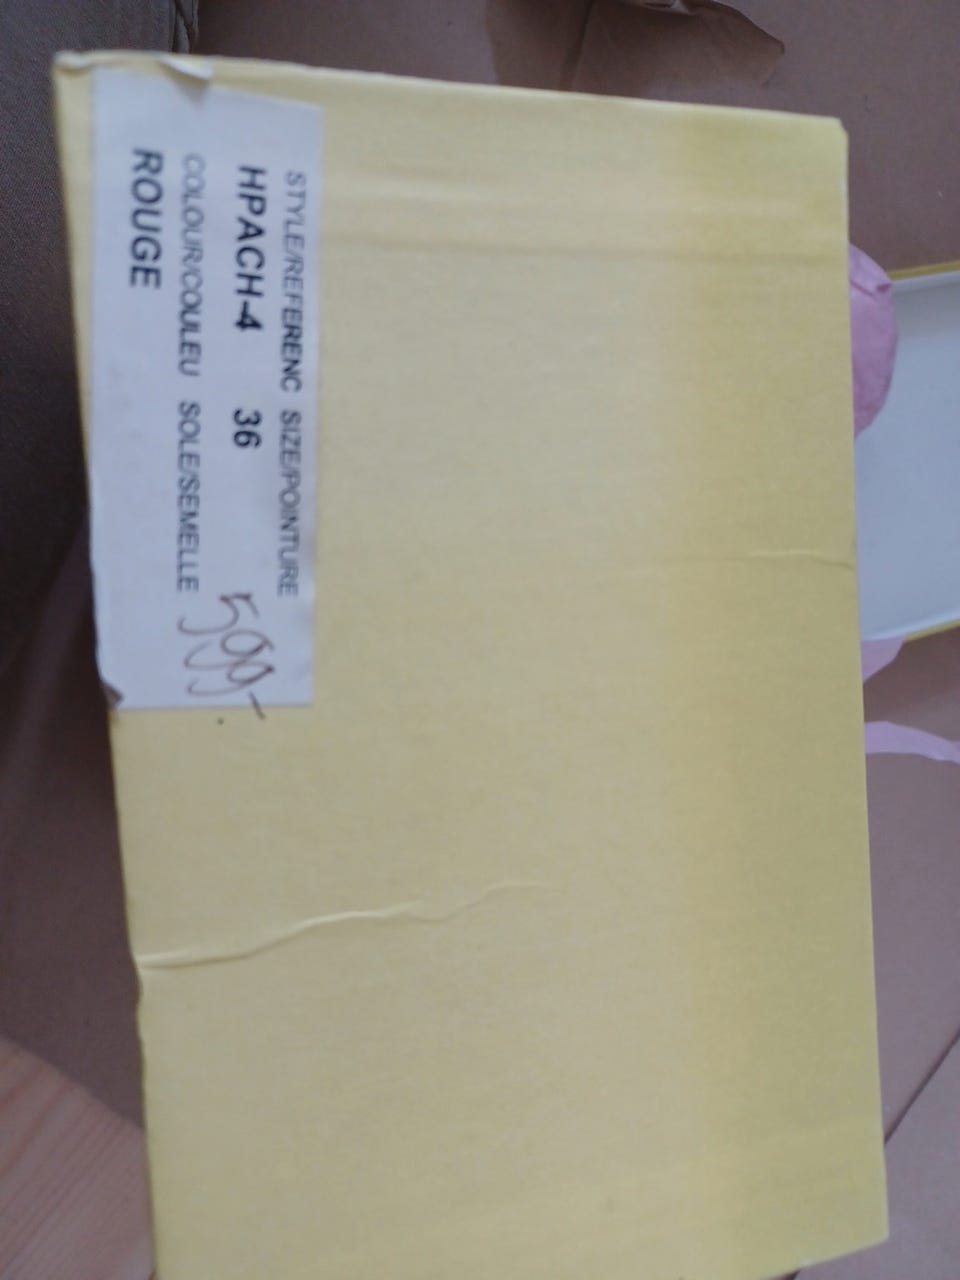 STYLE/REFERENC SIZE/POINTURE
HPACH-4 36
COLOUR/COULEU SOLE/SEMELLE
ROUGE
599-